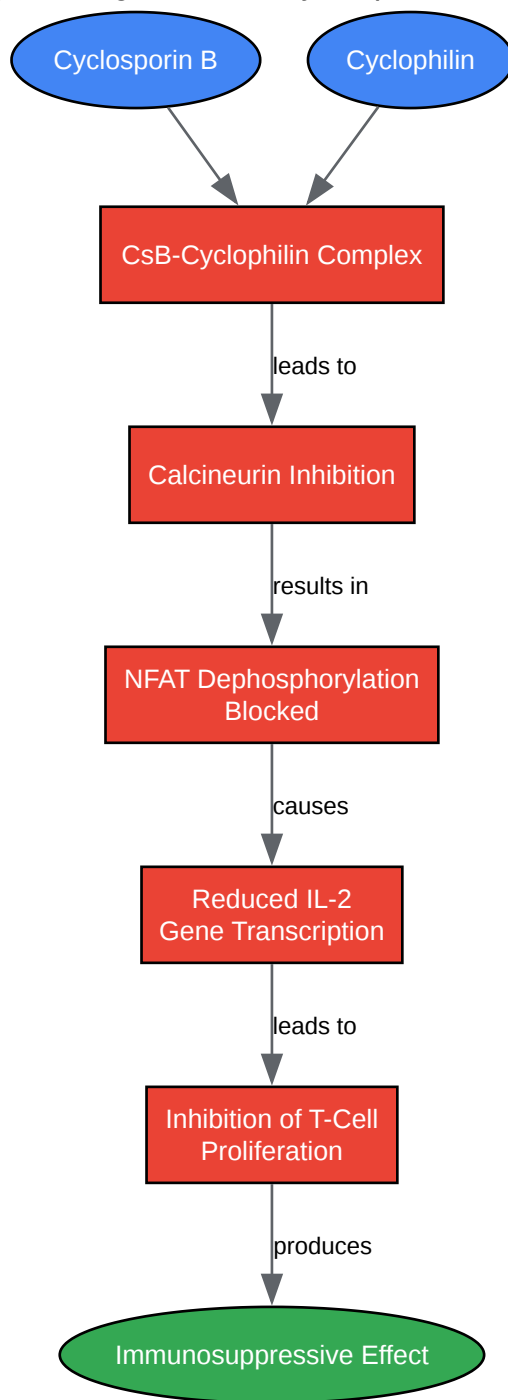 Cyclosporin B
Cyclophilin
CsB-Cyclophilin Complex
leads to
Calcineurin Inhibition
results in
NFAT Dephosphorylation
Blocked
causes
Reduced IL-2
Gene Transcription
leads to
Inhibition of T-Cell
Proliferation
produces
Immunosuppressive Effect